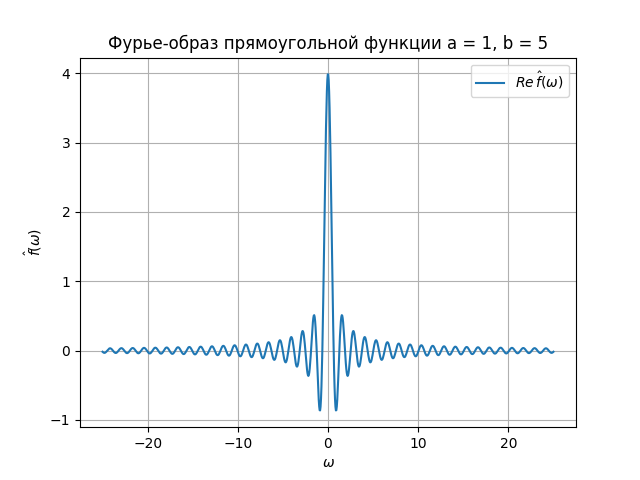 Фурье-образ прямоугольной функции a = 1, b = 5
Re f̂(ω)
4
3
2
1
0
−1
f̂(ω)
−20
−10
0
10
20
ω